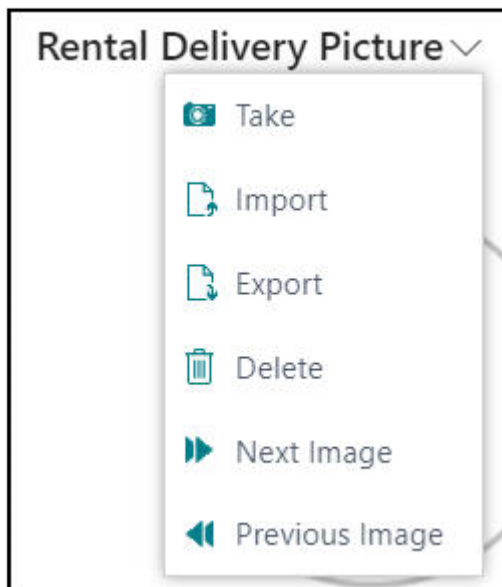 Rental Delivery Picture
Take
Import
Export
Delete
Next Image
Previous Image